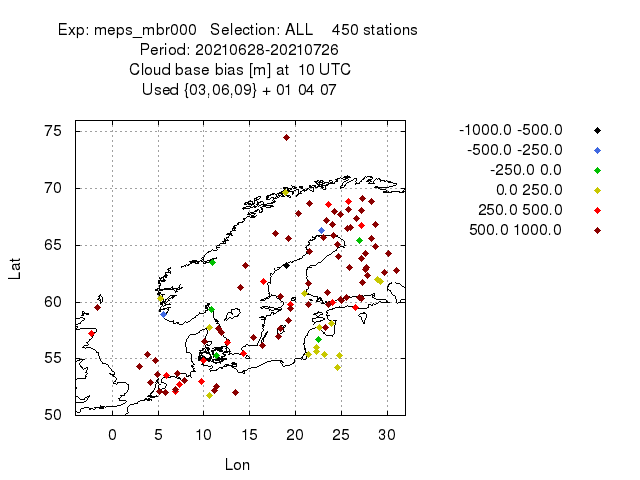 Exp: meps_mbr000 Selection: ALL 450 stations
Period: 20210628-20210726
Cloud base bias [m] at 10 UTC
Used {03,06,09} + 01 04 07
75
70
65
60
55
50
0 5 10 15 20 25 30
Lat
Lon
-1000.0 -500.0
-500.0 -250.0
-250.0 0.0
0.0 250.0
250.0 500.0
500.0 1000.0